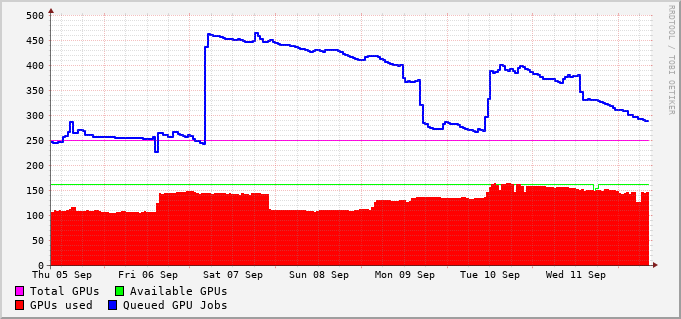 500
450
400
350
300
250
200
150
100
50
0
Thu 05 Sep Fri 06 Sep Sat 07 Sep Sun 08 Sep Mon 09 Sep Tue 10 Sep Wed 11 Sep
Total GPUs Available GPUs
GPUs used Queued GPU Jobs
RRDTOOL / TOBI OETIKER